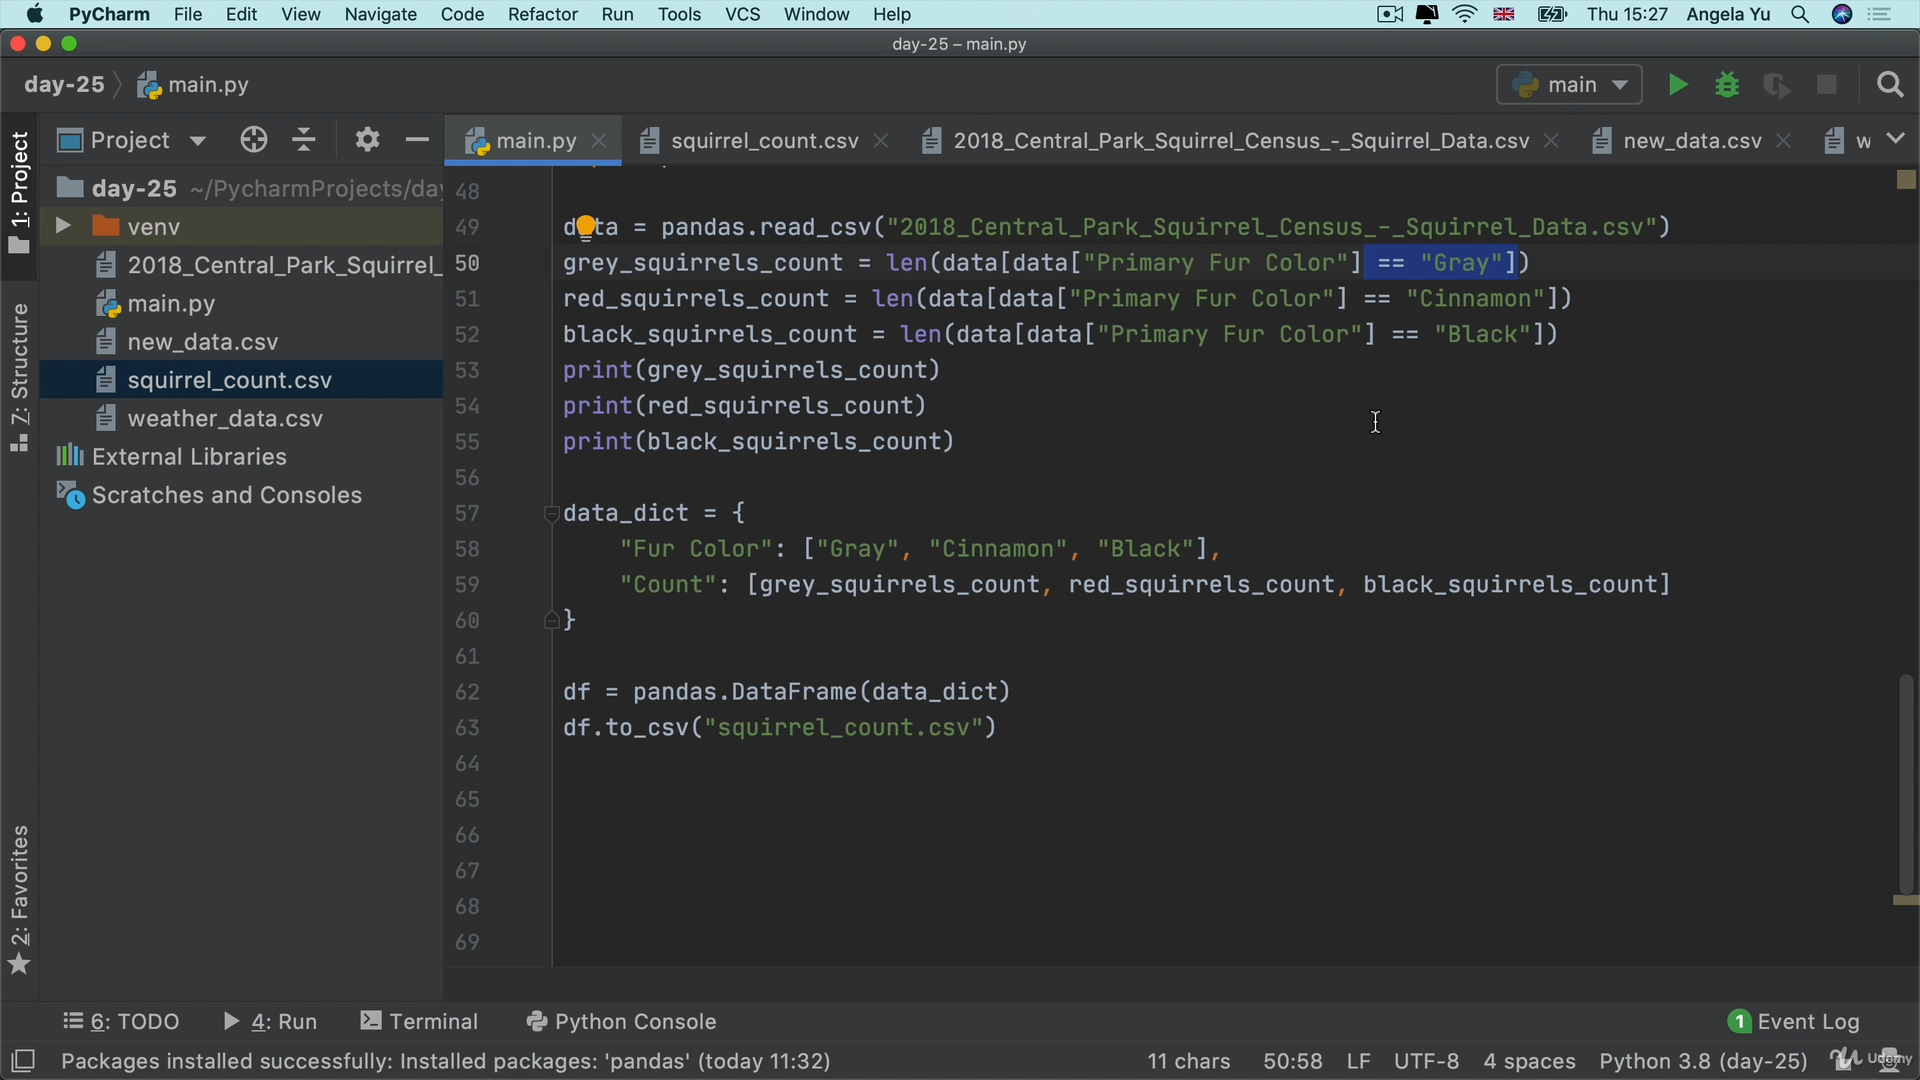 PyCharm File Edit View Navigate Code Refactor Run Tools VCS Window Help Thu 15:27 Angela Yu
day-25 – main.py
day-25 main.py main
1: Project
Project main.py squirrel_count.csv 2018_Central_Park_Squirrel_Census_-_Squirrel_Data.csv new_data.csv w
day-25 ~/PycharmProjects/day
venv
2018_Central_Park_Squirrel_
main.py
new_data.csv
squirrel_count.csv
weather_data.csv
External Libraries
Scratches and Consoles
7: Structure
2: Favorites
48
49 data = pandas.read_csv("2018_Central_Park_Squirrel_Census_-_Squirrel_Data.csv")
50 grey_squirrels_count = len(data[data["Primary Fur Color"] == "Gray"])
51 red_squirrels_count = len(data[data["Primary Fur Color"] == "Cinnamon"])
52 black_squirrels_count = len(data[data["Primary Fur Color"] == "Black"])
53 print(grey_squirrels_count)
54 print(red_squirrels_count)
55 print(black_squirrels_count)
56
57 data_dict = {
58 "Fur Color": ["Gray", "Cinnamon", "Black"],
59 "Count": [grey_squirrels_count, red_squirrels_count, black_squirrels_count]
60 }
61
62 df = pandas.DataFrame(data_dict)
63 df.to_csv("squirrel_count.csv")
64
65
66
67
68
69
6: TODO 4: Run Terminal Python Console 1 Event Log
Packages installed successfully: Installed packages: 'pandas' (today 11:32) 11 chars 50:58 LF UTF-8 4 spaces Python 3.8 (day-25) Udemy